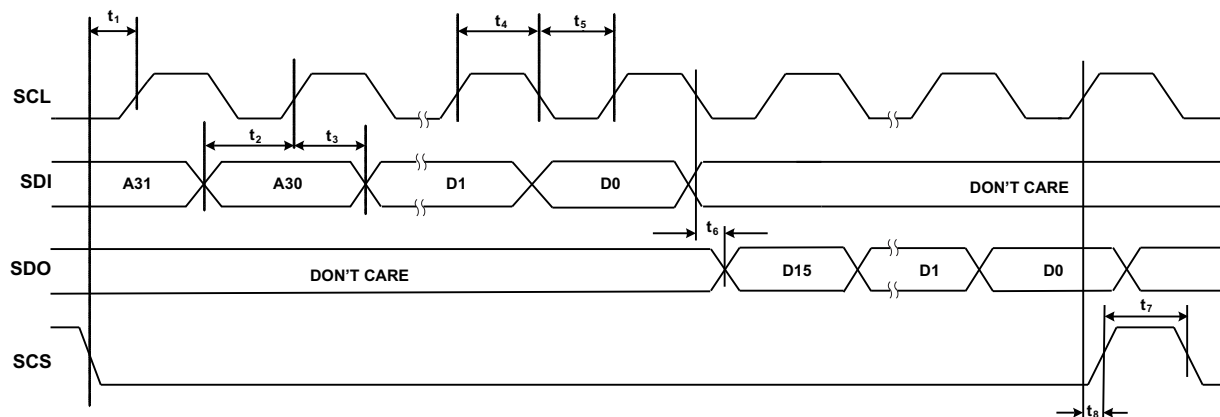 t1 t4 t5
SCL
t2 t3
SDI A31 A30 D1 D0 DON'T CARE
t6
SDO DON'T CARE D15 D1 D0
t7
SCS
t8